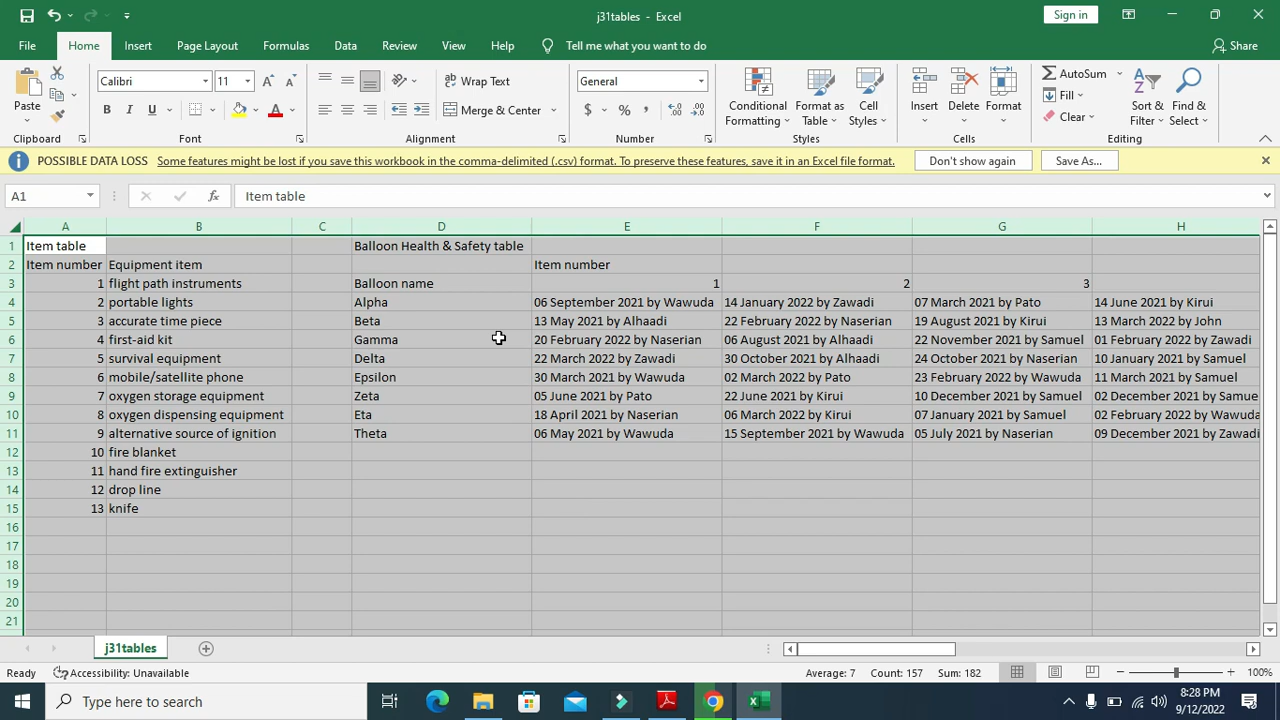 j31tables - Excel
Sign in
File Home Insert Page Layout Formulas Data Review View Help Tell me what you want to do Share
Paste
Clipboard
Calibri 11 A A
B I U A
Font
ab Wrap Text
Merge & Center
Alignment
General
$ % ,
Number
Conditional Formatting
Format as Table
Cell Styles
Styles
Insert Delete Format
Cells
AutoSum
Fill
Clear
Sort & Filter
Find & Select
Editing
POSSIBLE DATA LOSS Some features might be lost if you save this workbook in the comma-delimited (.csv) format. To preserve these features, save it in an Excel file format. Don't show again Save As...
A1 fx Item table
A B C D E F G H
1 Item table Balloon Health & Safety table
2 Item number Equipment item Item number
3 1 flight path instruments Balloon name 1 2 3
4 2 portable lights Alpha 06 September 2021 by Wawuda 14 January 2022 by Zawadi 07 March 2021 by Pato 14 June 2021 by Kirui
5 3 accurate time piece Beta 13 May 2021 by Alhaadi 22 February 2022 by Naserian 19 August 2021 by Kirui 13 March 2022 by John
6 4 first-aid kit Gamma 20 February 2022 by Naserian 06 August 2021 by Alhaadi 22 November 2021 by Samuel 01 February 2022 by Zawadi
7 5 survival equipment Delta 22 March 2022 by Zawadi 30 October 2021 by Alhaadi 24 October 2021 by Naserian 10 January 2021 by Samuel
8 6 mobile/satellite phone Epsilon 30 March 2021 by Wawuda 02 March 2022 by Pato 23 February 2022 by Wawuda 11 March 2021 by Samuel
9 7 oxygen storage equipment Zeta 05 June 2021 by Pato 22 June 2021 by Kirui 10 December 2021 by Samuel 02 December 2021 by Samue
10 8 oxygen dispensing equipment Eta 18 April 2021 by Naserian 06 March 2022 by Kirui 07 January 2021 by Samuel 02 February 2022 by Wawuda
11 9 alternative source of ignition Theta 06 May 2021 by Wawuda 15 September 2021 by Wawuda 05 July 2021 by Naserian 09 December 2021 by Zawadi
12 10 fire blanket
13 11 hand fire extinguisher
14 12 drop line
15 13 knife
16
17
18
19
20
21
j31tables
Ready Accessibility: Unavailable Average: 7 Count: 157 Sum: 182 100%
Type here to search
8:28 PM
9/12/2022